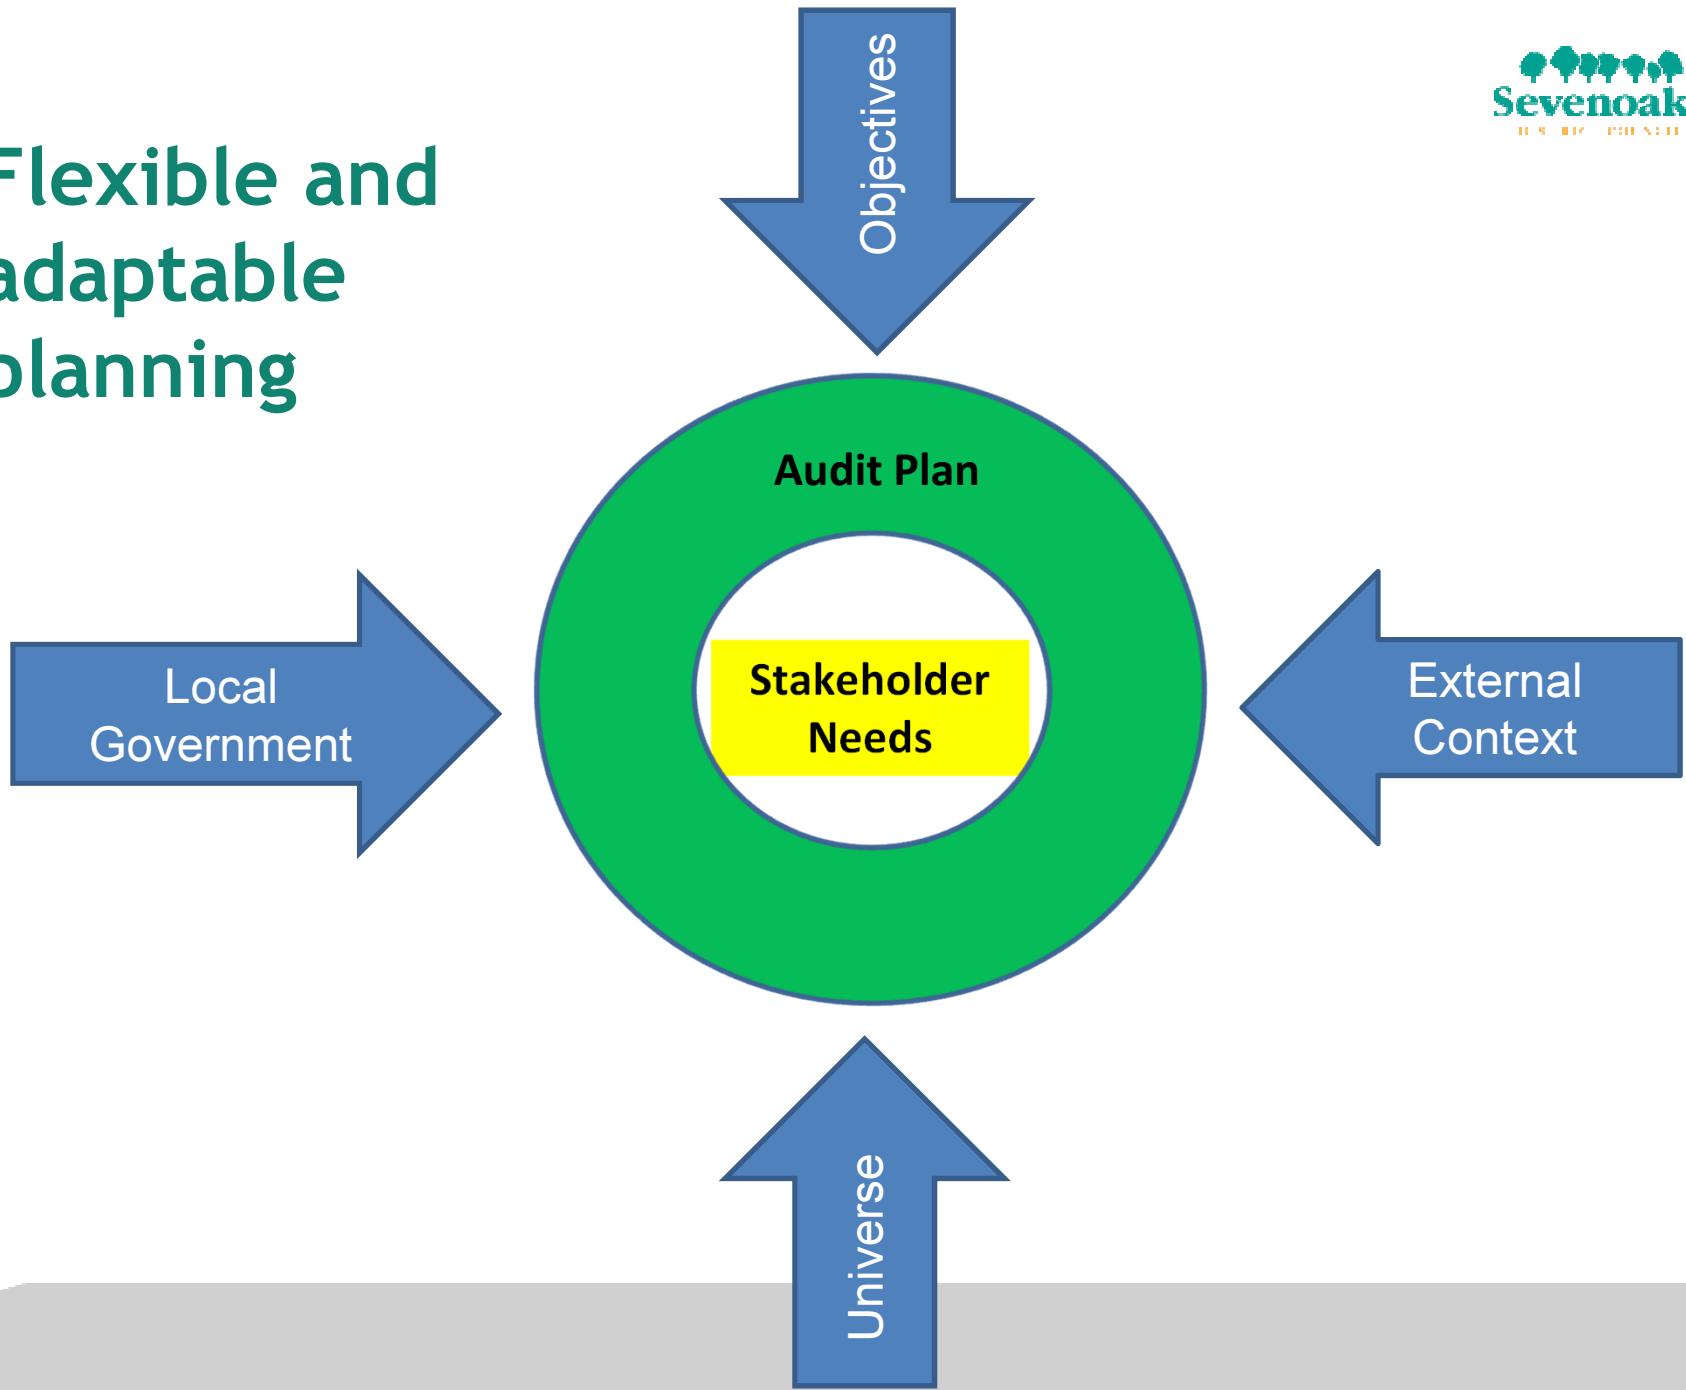 Objectives
Sevenoak
Flexible and
adaptable
planning
Audit Plan
Local
Government
Stakeholder
Needs
External
Context
Universe